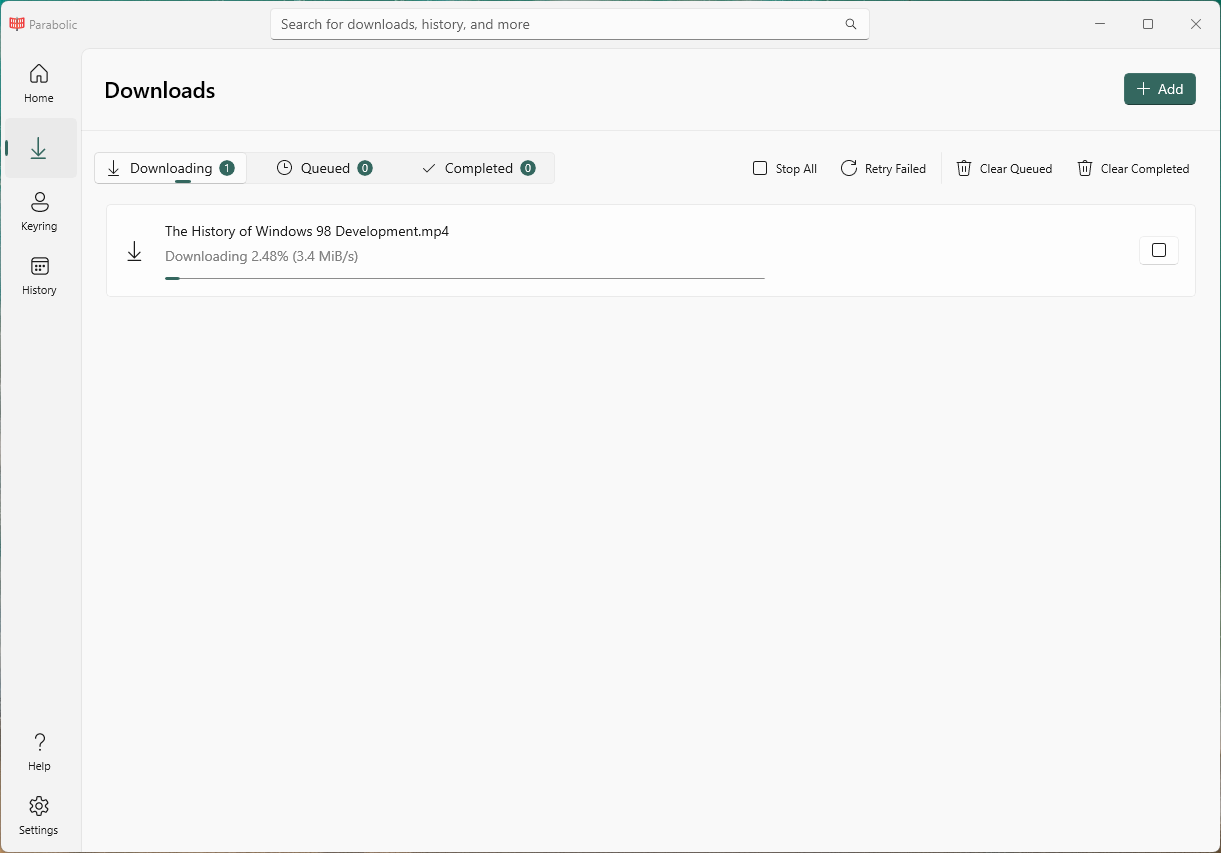 Parabolic
Search for downloads, history, and more
Home
Downloads
Add
Downloading 1
Queued 0
Completed 0
Stop All
Retry Failed
Clear Queued
Clear Completed
Keyring
The History of Windows 98 Development.mp4
Downloading 2.48% (3.4 MiB/s)
History
? Help
Settings